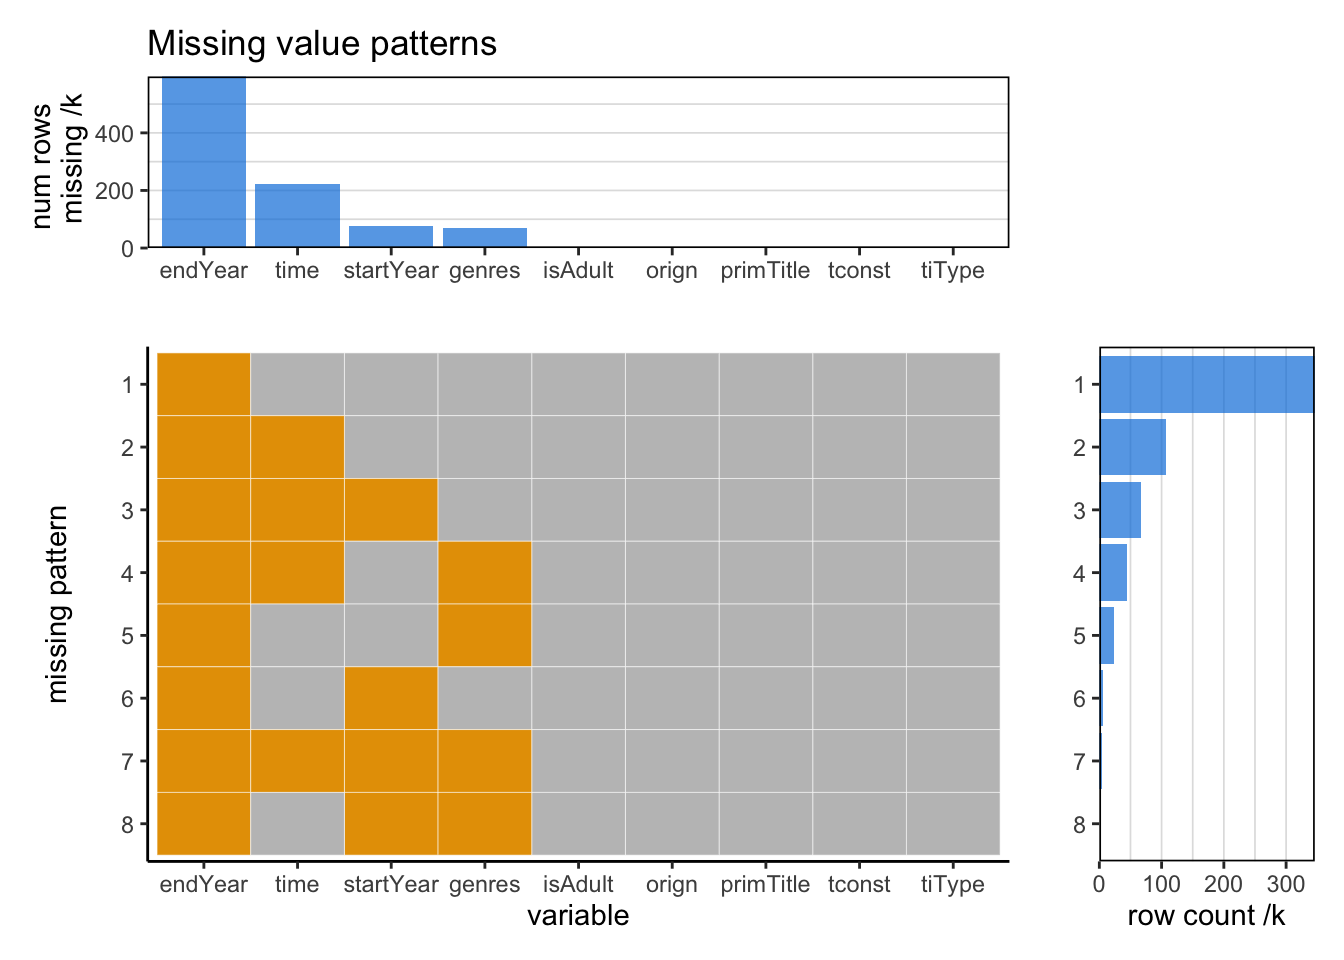 Missing value patterns
num rows
missing /k
400
200
0
endYear time startYear genres isAdult orign primTitle tconst tiType
missing pattern
1
2
3
4
5
6
7
8
endYear time startYear genres isAdult orign primTitle tconst tiType
variable
1
2
3
4
5
6
7
8
0 100 200 300
row count /k